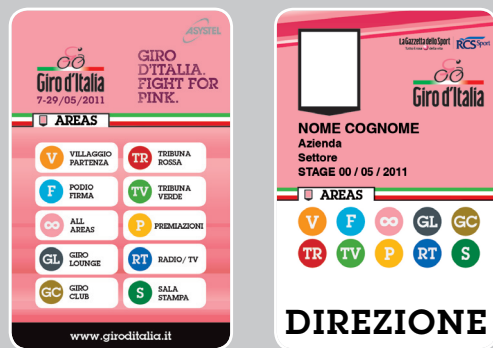 ASYSTEL
Giro d'Italia
7-29/05/2011
GIRO
D'ITALIA.
FIGHT FOR
PINK.
AREAS
V VILLAGGIO
PARTENZA
TR TRIBUNA
ROSSA
F PODIO
FIRMA
TV TRIBUNA
VERDE
∞ ALL
AREAS
P PREMIAZIONI
GL GIRO
LOUNGE
RT RADIO/TV
GC GIRO
CLUB
S SALA
STAMPA
www.giroditalia.it
La Gazzetta dello Sport
RCS Sport
Giro d'Italia
NOME COGNOME
Azienda
Settore
STAGE 00 / 05 / 2011
AREAS
V F ∞ GL GC
TR TV P RT S
DIREZIONE